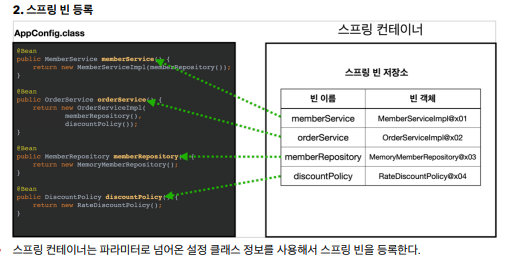 2. 스프링 빈 등록
AppConfig.class
스프링 컨테이너
@Bean
public MemberService memberService() {
return new MemberServiceImpl(memberRepository());
}
@Bean
public OrderService orderService() {
return new OrderServiceImpl(
memberRepository(),
discountPolicy());
}
@Bean
public MemberRepository memberRepository() {
return new MemoryMemberRepository();
}
@Bean
public DiscountPolicy discountPolicy() {
return new RateDiscountPolicy();
}
스프링 빈 저장소
빈 이름 빈 객체
memberService MemberServiceImpl@x01
orderService OrderServiceImpl@x02
memberRepository MemoryMemberRepository@x03
discountPolicy RateDiscountPolicy@x04
스프링 컨테이너는 파라미터로 넘어온 설정 클래스 정보를 사용해서 스프링 빈을 등록한다.